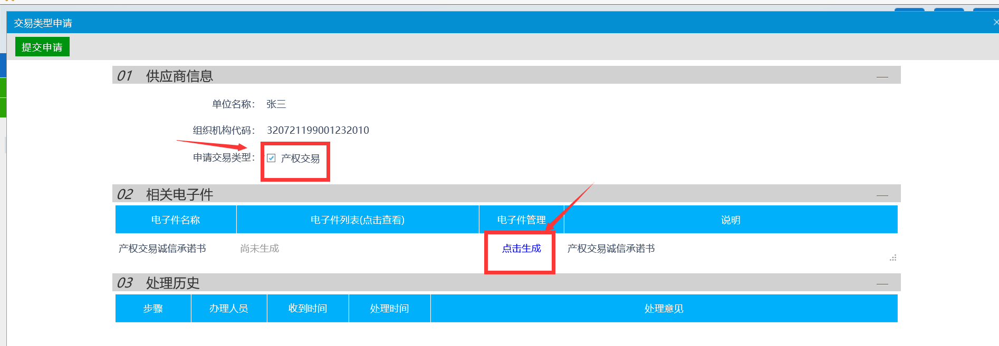 交易类型申请
提交申请
01 供应商信息
单位名称： 张三
组织机构代码： 320721199001232010
申请交易类型： 产权交易
02 相关电子件
电子件名称 电子件列表(点击查看) 电子件管理 说明
产权交易诚信承诺书 尚未生成 点击生成 产权交易诚信承诺书
03 处理历史
步骤 办理人员 收到时间 处理时间 处理意见